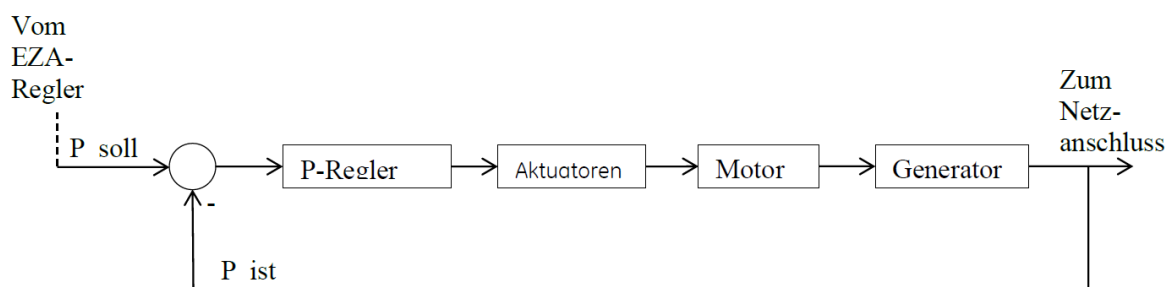 Vom
EZA-
Regler
P soll
P-Regler
Aktuatoren
Motor
Generator
Zum
Netz-
anschluss
-
P ist